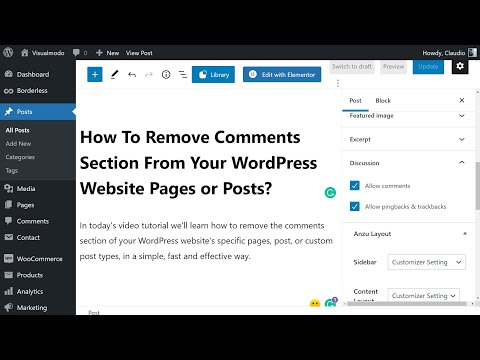 Visualmodo
0
New
View Post
Howdy, Claudio
Dashboard
Borderless
Posts
All Posts
Add New
Categories
Tags
Media
Pages
Comments
Contact
WooCommerce
Products
Analytics
Marketing
Library
Edit with Elementor
Switch to draft
Preview
Update
How To Remove Comments
Section From Your WordPress
Website Pages or Posts?
In today's video tutorial we'll learn how to remove the comments
section of your WordPress website's specific pages, post, or custom
post types, in a simple, fast and effective way.
Post
Post
Block
Featured image
Excerpt
Discussion
Allow comments
Allow pingbacks & trackbacks
Anzu Layout
Sidebar
Customizer Setting
Content
Layout
Customizer Setting